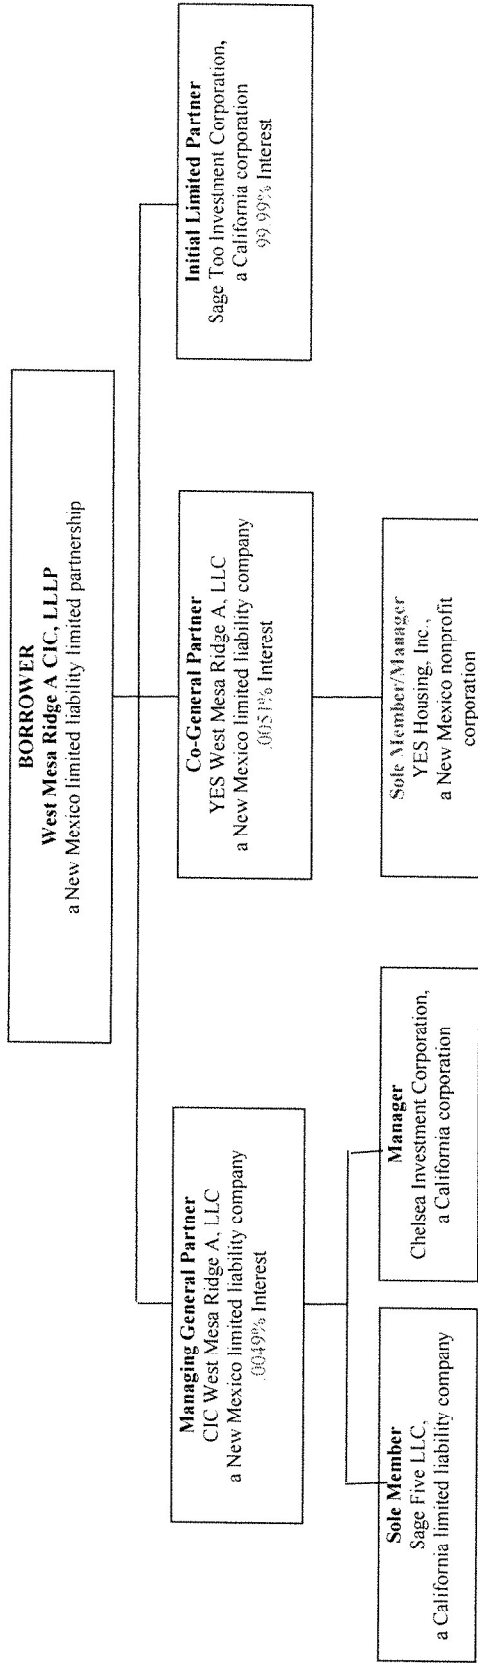 BORROWER
West Mesa Ridge A CIC, LLLP
a New Mexico limited liability limited partnership
Managing General Partner
CIC West Mesa Ridge A, LLC
a New Mexico limited liability company
.0049% Interest
Co-General Partner
YES West Mesa Ridge A, LLC
a New Mexico limited liability company
.0051% Interest
Initial Limited Partner
Sage Too Investment Corporation,
a California corporation
99.99% Interest
Sole Member
Sage Five LLC,
a California limited liability company
Manager
Chelsea Investment Corporation,
a California corporation
Sole Member/Manager
YES Housing, Inc.,
a New Mexico nonprofit
corporation